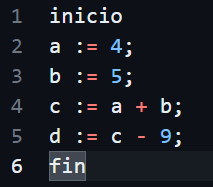 1 inicio
2 a := 4;
3 b := 5;
4 c := a + b;
5 d := c - 9;
6 fin